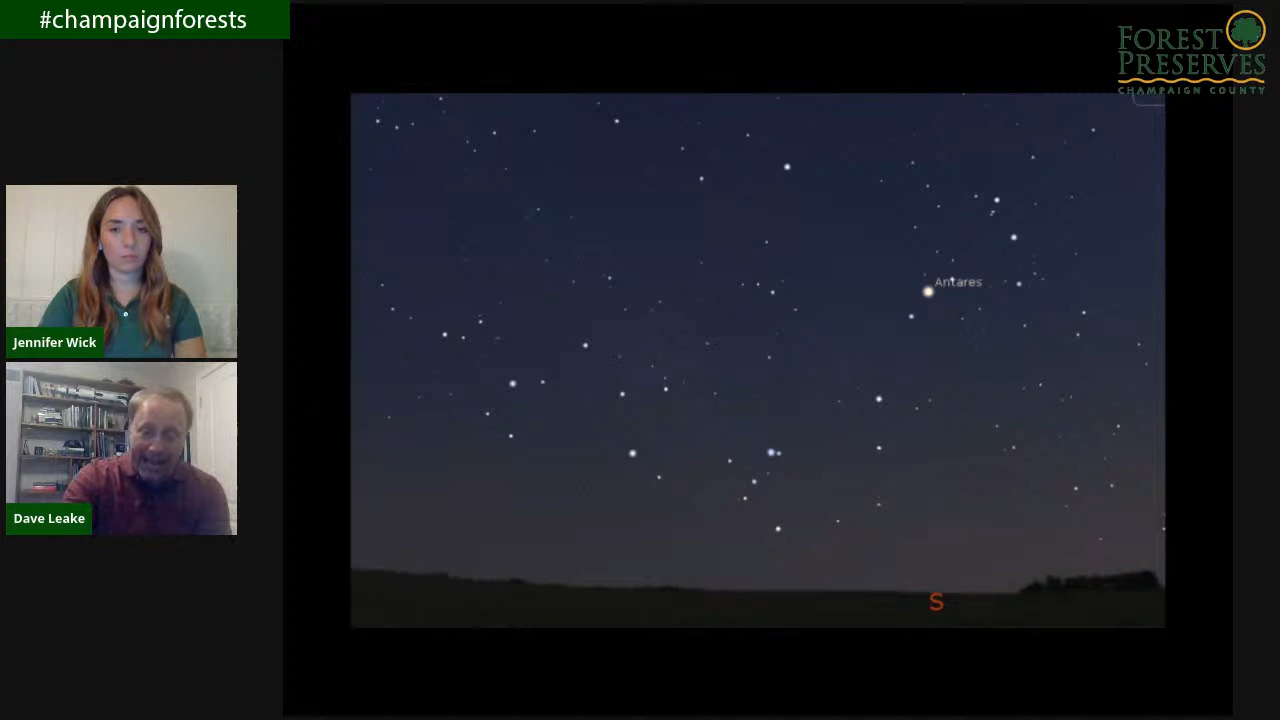 #champaignforests
FOREST
PRESERVES
CHAMPAIGN COUNTY
Antares
Jennifer Wick
Dave Leake
S